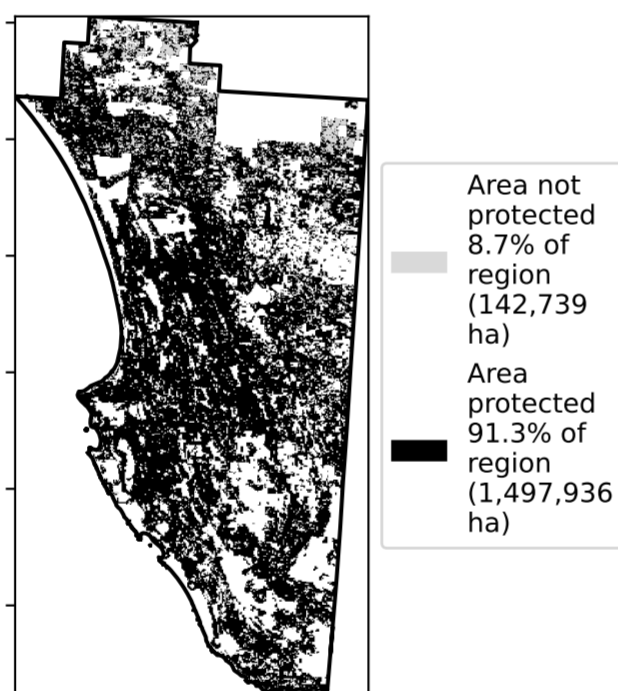 Area not
protected
8.7% of
region
(142,739
ha)
Area
protected
91.3% of
region
(1,497,936
ha)